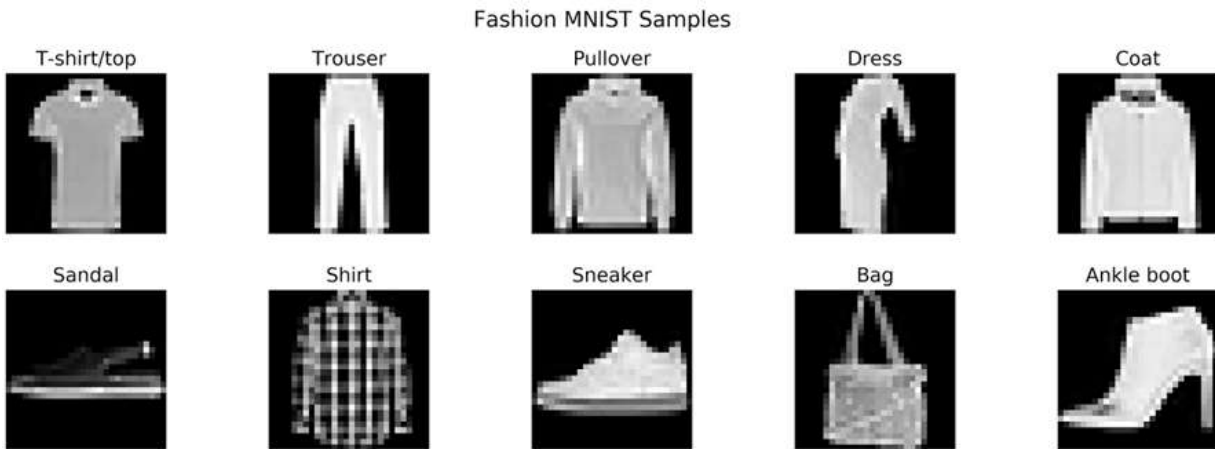 Fashion MNIST Samples
T-shirt/top
Trouser
Pullover
Dress
Coat
Sandal
Shirt
Sneaker
Bag
Ankle boot